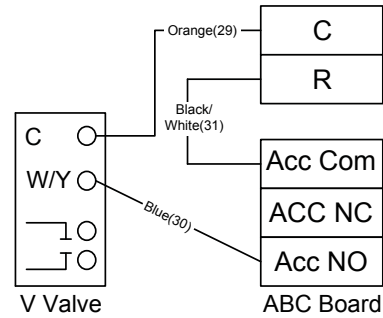 Orange(29)
C
R
Black/
White(31)
C
W/Y
Acc Com
ACC NC
Blue(30)
Acc NO
V Valve
ABC Board